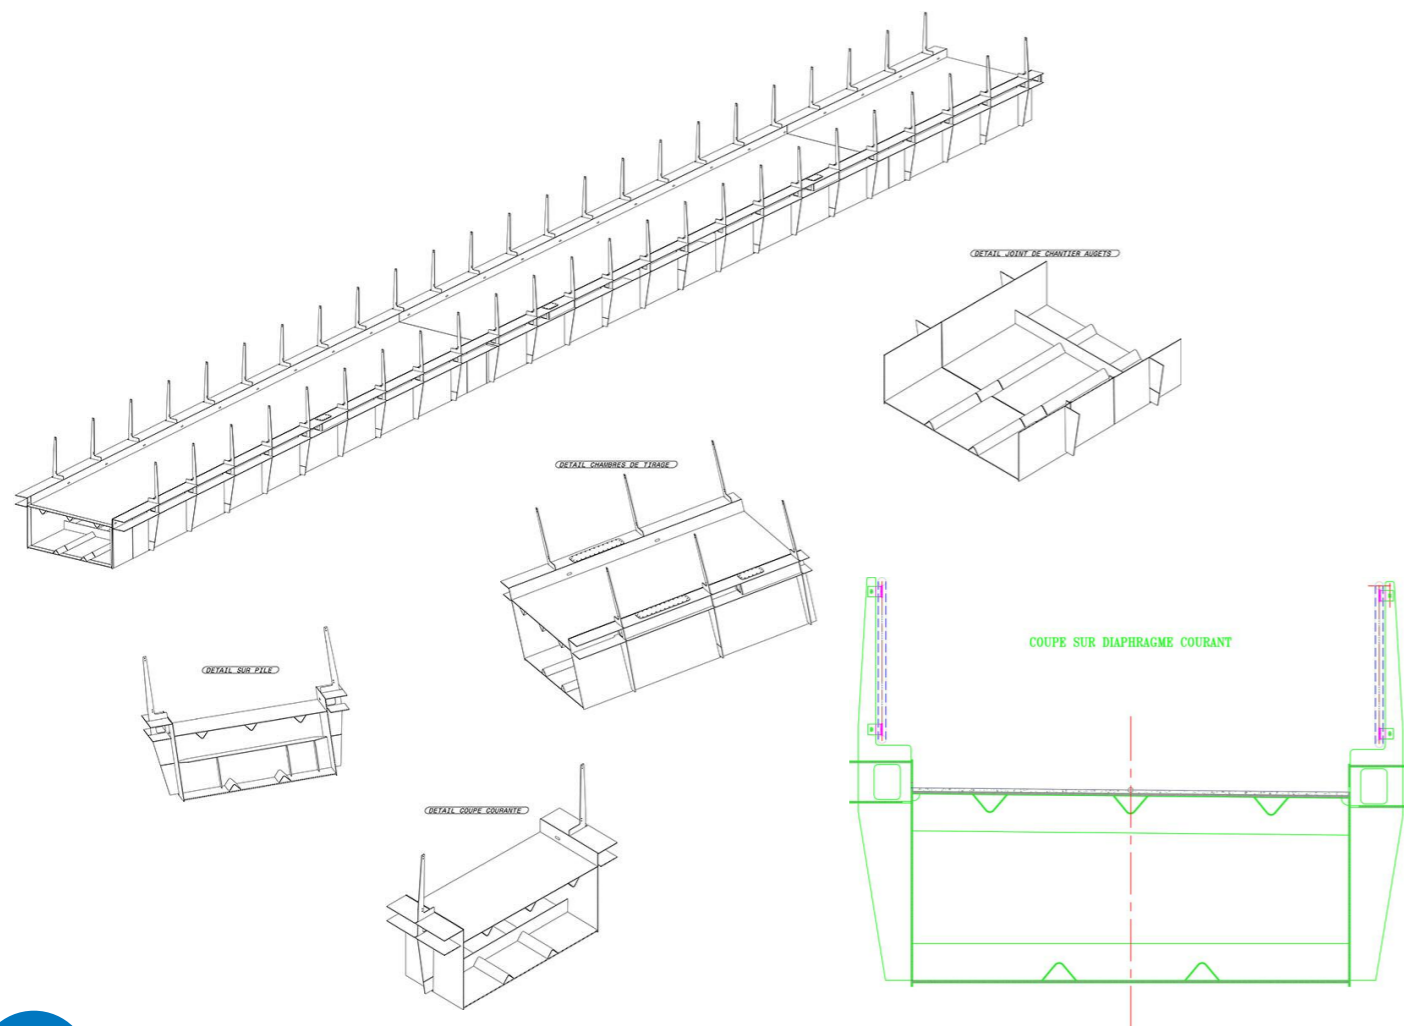 DETAIL JOINT DE CHANTIER AUGETS
DETAIL CHAMBRES DE TIRAGE
DETAIL SUR PILE
COUPE SUR DIAPHRAGME COURANT
DETAIL COUPE COURANTE